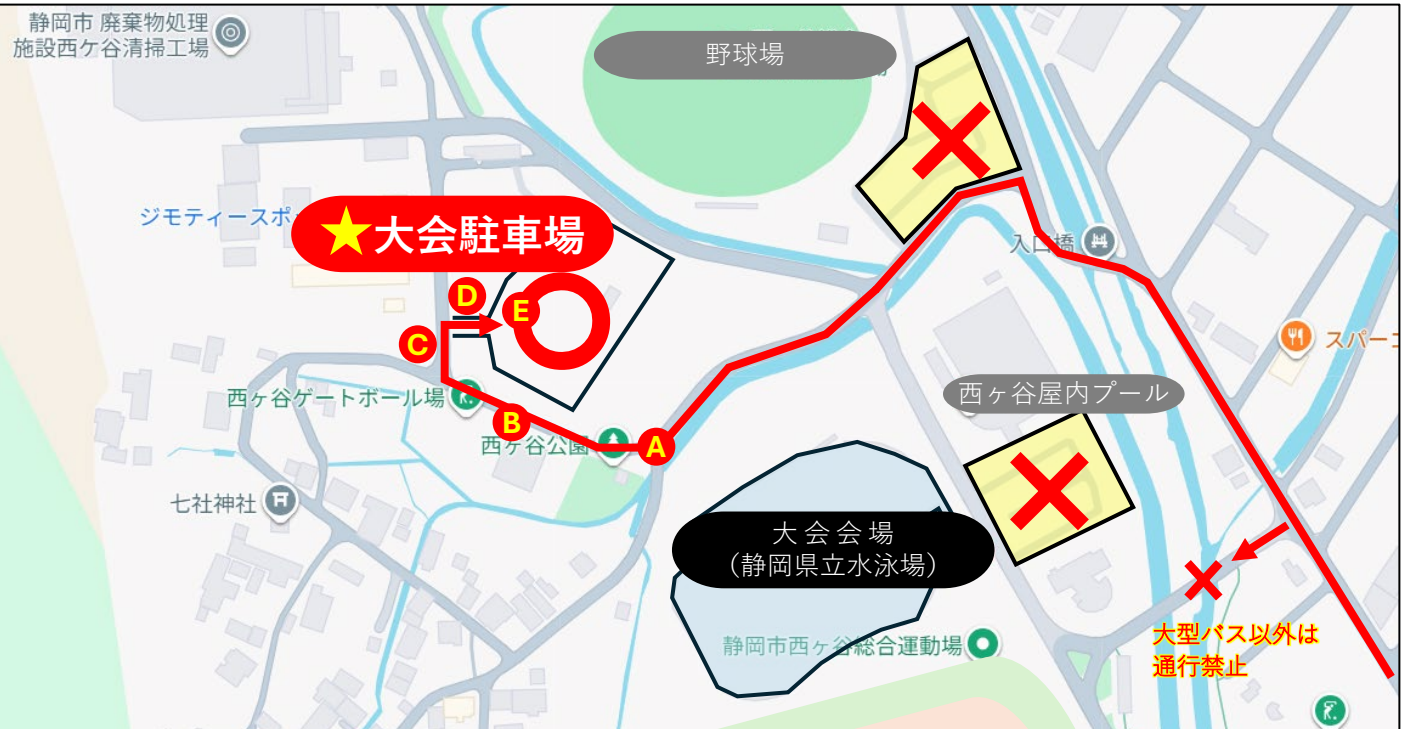 静岡市 廃棄物処理
施設西ケ谷清掃工場
野球場
ジモティースポ
★大会駐車場
入口橋
D
E
C
スパーコ
西ヶ谷ゲートボール場
西ヶ谷屋内プール
B
西ヶ谷公園
A
七社神社
大会会場
(静岡県立水泳場)
静岡市西ヶ谷総合運動場
大型バス以外は
通行禁止